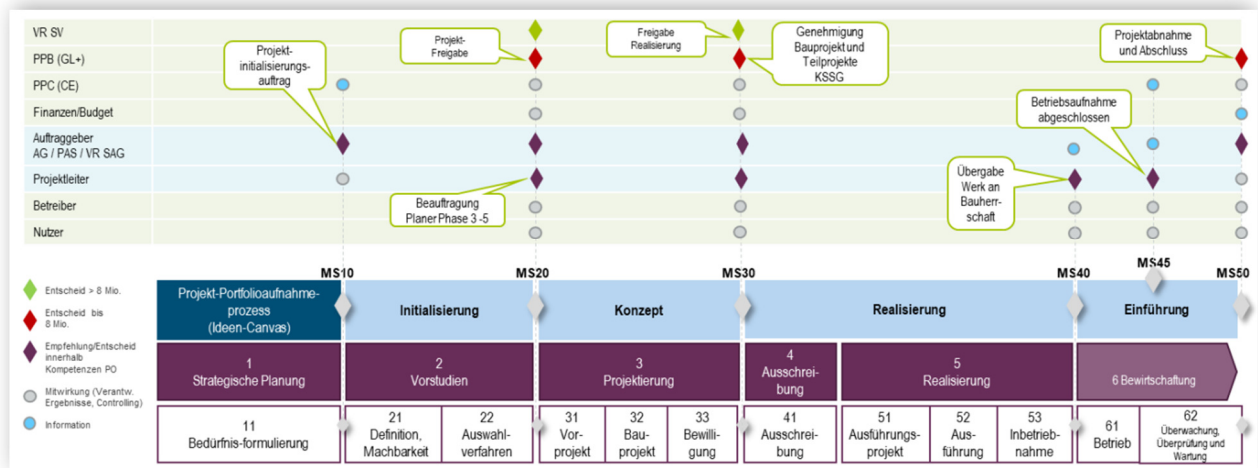 VR SV
PPB (GL+)
PPC (CE)
Finanzen/Budget
Auftraggeber
AG / PAS / VR SAG
Projektleiter
Betreiber
Nutzer
Projekt-
initialisierungs-
auftrag
Projekt-
Freigabe
Beauftragung
Planer Phase 3 -5
Freigabe
Realisierung
Genehmigung
Bauprojekt und
Teilprojekte
KSSG
Übergabe
Werk an
Bauherr-
schaft
Betriebsaufnahme
abgeschlossen
Projektabnahme
und Abschluss
MS10
MS20
MS30
MS40
MS45
MS50
Entscheid > 8 Mio.
Entscheid bis
8 Mio.
Empfehlung/Entscheid
innerhalb
Kompetenzen PO
Mitwirkung (Verantw.
Ergebnisse, Controlling)
Information
Projekt-Portfolioaufnahme-
prozess
(Ideen-Canvas)
Initialisierung
Konzept
Realisierung
Einführung
1
Strategische Planung
2
Vorstudien
3
Projektierung
4
Ausschrei-
bung
5
Realisierung
6 Bewirtschaftung
11
Bedürfnis-formulierung
21
Definition,
Machbarkeit
22
Auswahl-
verfahren
31
Vor-
projekt
32
Bau-
projekt
33
Bewilli-
gung
41
Ausschrei-
bung
51
Ausführungs-
projekt
52
Aus-
führung
53
Inbetrieb-
nahme
61
Betrieb
62
Überwachung,
Überprüfung und
Wartung